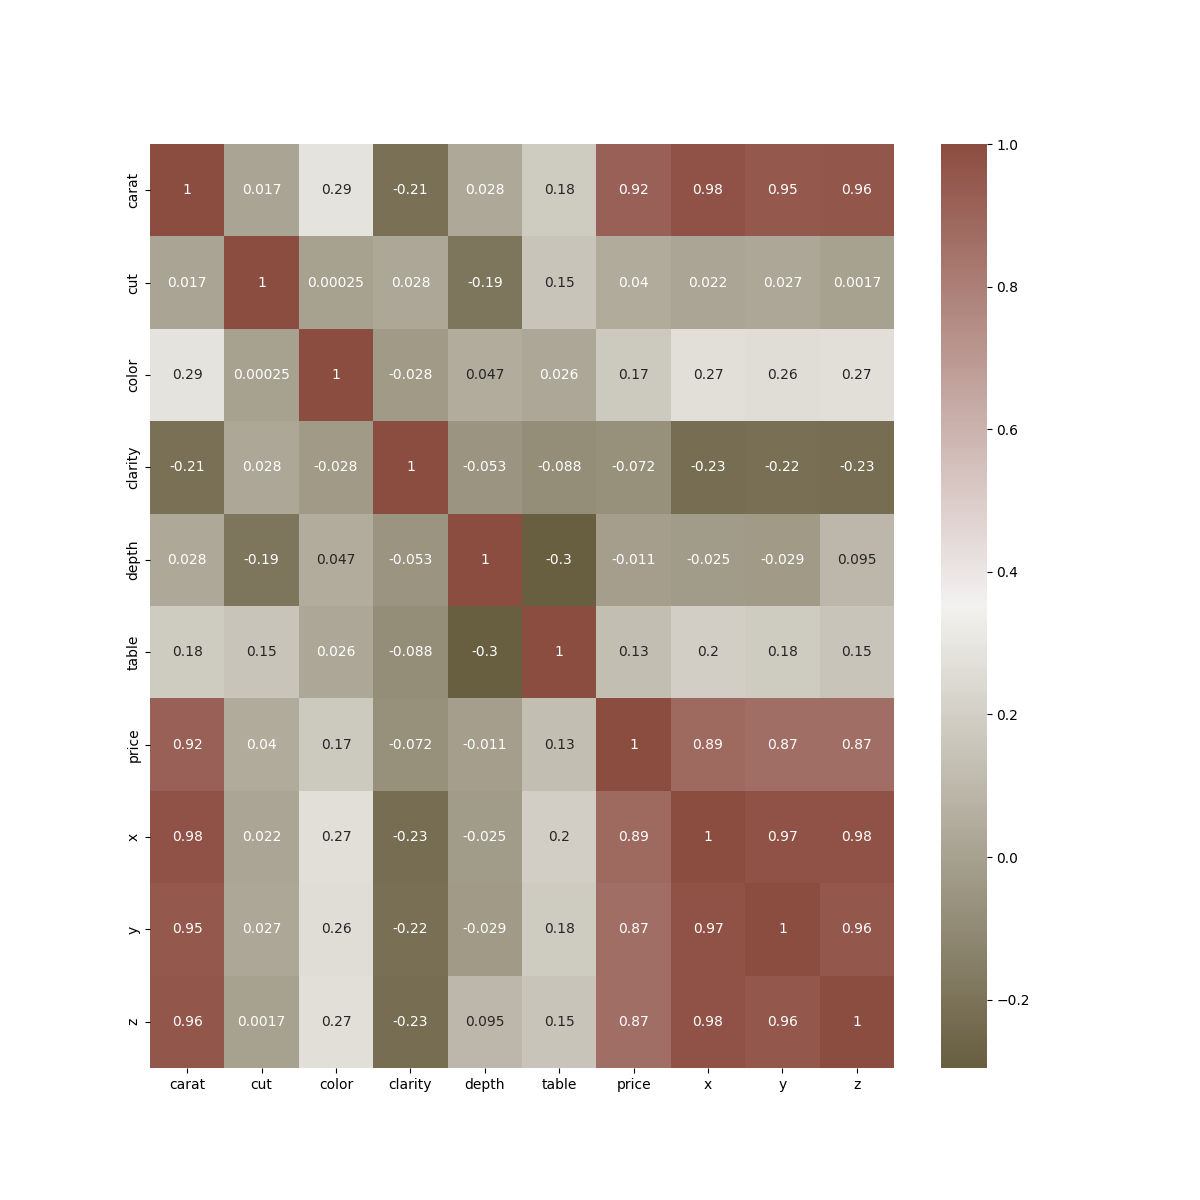 carat 1 0.017 0.29 -0.21 0.028 0.18 0.92 0.98 0.95 0.96 1.0
cut 0.017 1 0.00025 0.028 -0.19 0.15 0.04 0.022 0.027 0.0017 0.8
color 0.29 0.00025 1 -0.028 0.047 0.026 0.17 0.27 0.26 0.27
clarity -0.21 0.028 -0.028 1 -0.053 -0.088 -0.072 -0.23 -0.22 -0.23 0.6
depth 0.028 -0.19 0.047 -0.053 1 -0.3 -0.011 -0.025 -0.029 0.095 0.4
table 0.18 0.15 0.026 -0.088 -0.3 1 0.13 0.2 0.18 0.15
price 0.92 0.04 0.17 -0.072 -0.011 0.13 1 0.89 0.87 0.87 0.2
x 0.98 0.022 0.27 -0.23 -0.025 0.2 0.89 1 0.97 0.98 0.0
y 0.95 0.027 0.26 -0.22 -0.029 0.18 0.87 0.97 1 0.96
z 0.96 0.0017 0.27 -0.23 0.095 0.15 0.87 0.98 0.96 1 −0.2
carat cut color clarity depth table price x y z